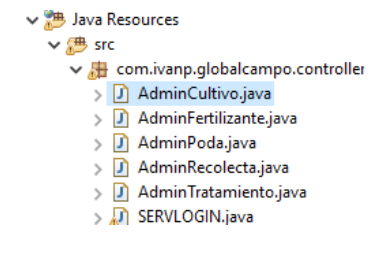 Java Resources
src
com.ivanp.globalcampo.controller
AdminCultivo.java
AdminFertilizante.java
AdminPoda.java
AdminRecolecta.java
AdminTratamiento.java
SERVLOGIN.java